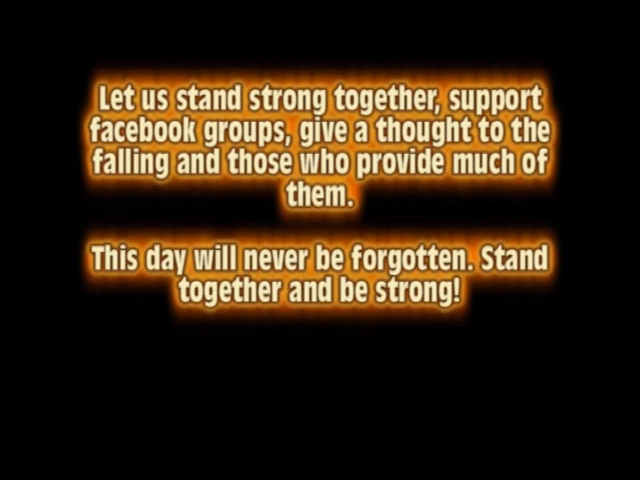 Let us stand strong together, support
facebook groups, give a thought to the
falling and those who provide much of
them.
This day will never be forgotten. Stand
together and be strong!